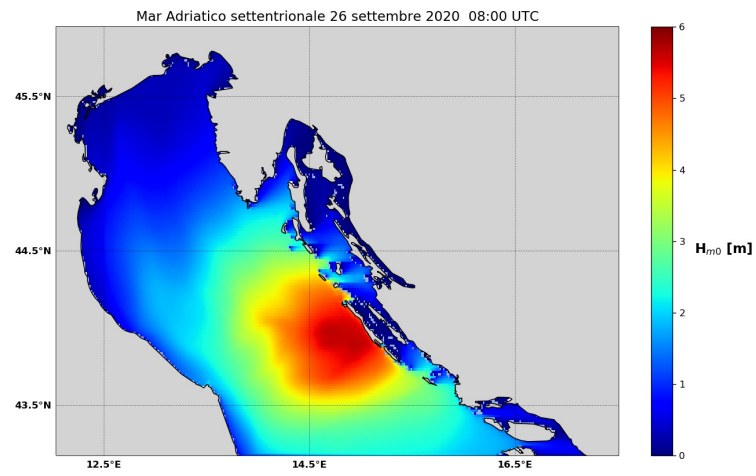 Mar Adriatico settentrionale 26 settembre 2020  08:00 UTC
45.5°N
44.5°N
43.5°N
12.5°E
14.5°E
16.5°E
6
5
4
3
2
1
0
Hm0 [m]